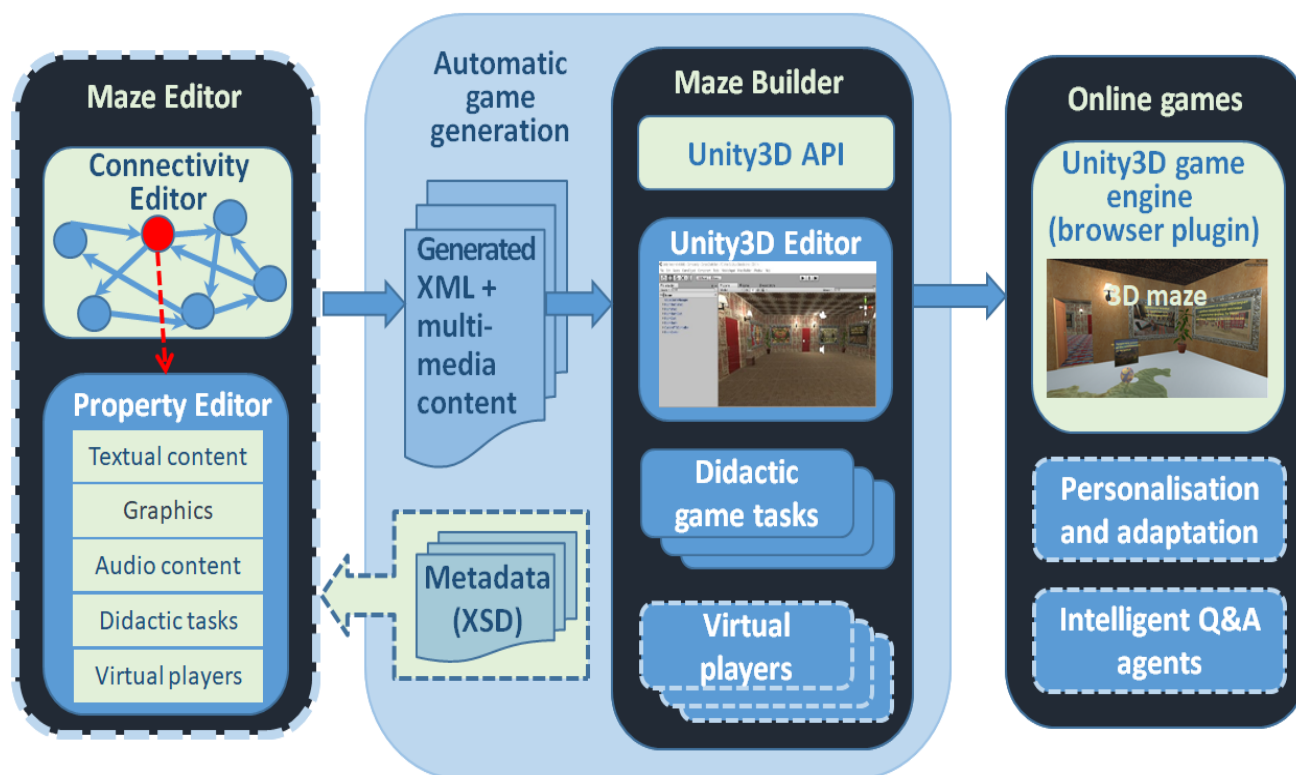 Maze Editor
Connectivity
Editor
Property Editor
Textual content
Graphics
Audio content
Didactic tasks
Virtual players
Automatic
game
generation
Generated
XML +
multi-
media
content
Metadata
(XSD)
Maze Builder
Unity3D API
Unity3D Editor
Didactic
game tasks
Virtual
players
Online games
Unity3D game
engine
(browser plugin)
3D maze
Personalisation
and adaptation
Intelligent Q&A
agents